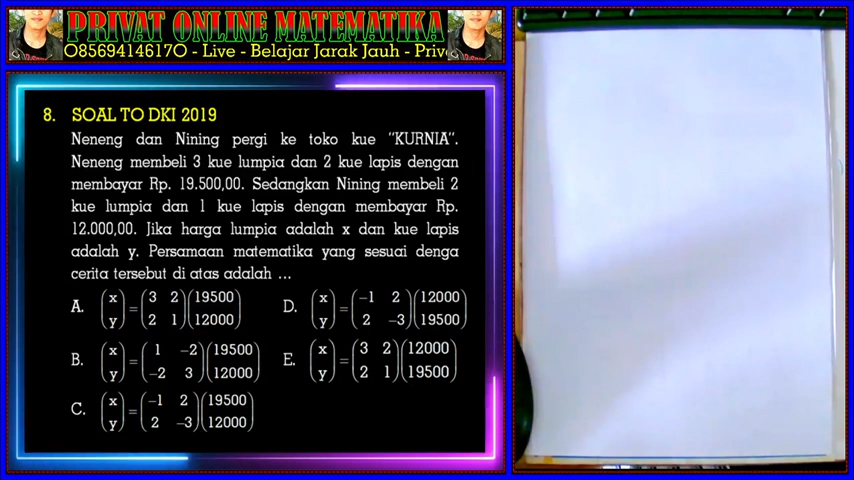 PRIVAT ONLINE MATEMATIKA
O8569414617O - Live - Belajar Jarak Jauh - Priv
8. SOAL TO DKI 2019
Neneng dan Nining pergi ke toko kue "KURNIA".
Neneng membeli 3 kue lumpia dan 2 kue lapis dengan
membayar Rp. 19.500,00. Sedangkan Nining membeli 2
kue lumpia dan 1 kue lapis dengan membayar Rp.
12.000,00. Jika harga lumpia adalah x dan kue lapis
adalah y. Persamaan matematika yang sesuai denga
cerita tersebut di atas adalah ...
A. (x y) = (3 2 2 1)(19500 12000)
B. (x y) = (1 -2 -2 3)(19500 12000)
C. (x y) = (-1 2 2 -3)(19500 12000)
D. (x y) = (-1 2 2 -3)(12000 19500)
E. (x y) = (3 2 2 1)(12000 19500)